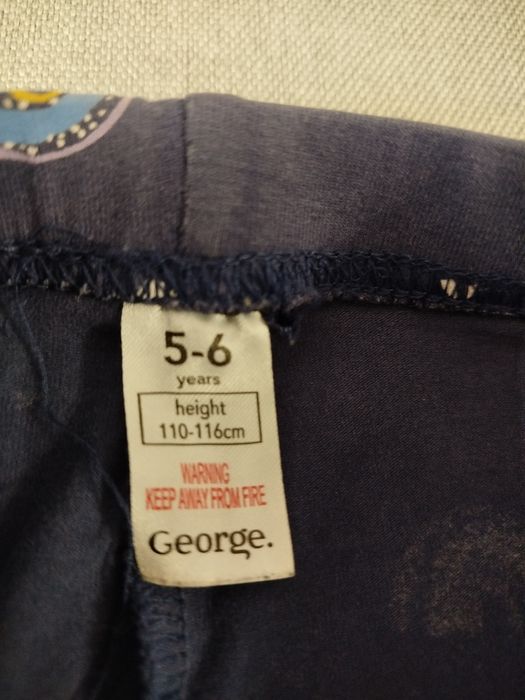 5-6
years
height
110-116cm
WARNING
KEEP AWAY FROM FIRE
George.